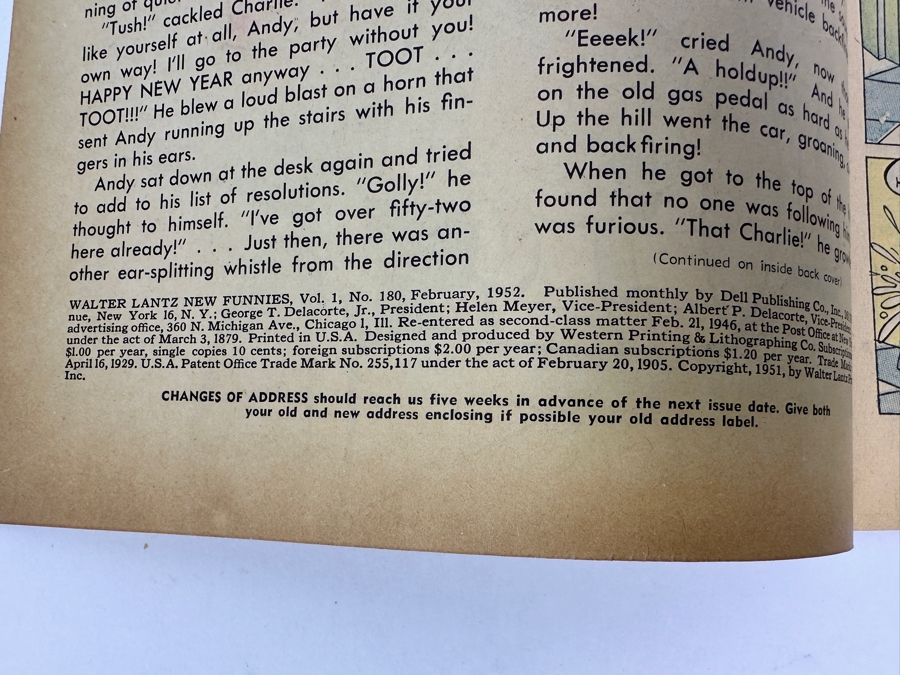 ning of
"Tush!" cackled Charlie.
like yourself at all, Andy, but have it your
own way! I'll go to the party without you!
HAPPY NEW YEAR anyway . . . TOOT . . .
TOOT!!!" He blew a loud blast on a horn that
sent Andy running up the stairs with his fin-
gers in his ears.
Andy sat down at the desk again and tried
to add to his list of resolutions. "Golly!" he
thought to himself. "I've got over fifty-two
here already!" . . . Just then, there was an-
other ear-splitting whistle from the direction
vehicle
more!
"Eeeek!" cried Andy, now
frightened. "A holdup!!" And he
on the old gas pedal as hard as
Up the hill went the car, groaning,
and backfiring!
When he got to the top of the
found that no one was following
was furious. "That Charlie!" he
(Continued on inside back cover)
WALTER LANTZ NEW FUNNIES, Vol. 1, No. 180, February, 1952. Published monthly by Dell Publishing Co., Inc.,
nue, New York 16, N. Y.; George T. Delacorte, Jr., President; Helen Meyer, Vice-President; Albert P. Delacorte, Vice-President
advertising office, 360 N. Michigan Ave., Chicago 1, Ill. Re-entered as second-class matter Feb. 21, 1946, at the Post Office at
under the act of March 3, 1879. Printed in U.S.A. Designed and produced by Western Printing & Lithographing Co.
$1.00 per year, single copies 10 cents; foreign subscriptions $2.00 per year; Canadian subscriptions $1.20 per year. Trade
April 16, 1929. U.S.A. Patent Office Trade Mark No. 255,117 under the act of February 20, 1905. Copyright, 1951, by Walter Lantz
Inc.
CHANGES OF ADDRESS should reach us five weeks in advance of the next issue date. Give both
your old and new address enclosing if possible your old address label.